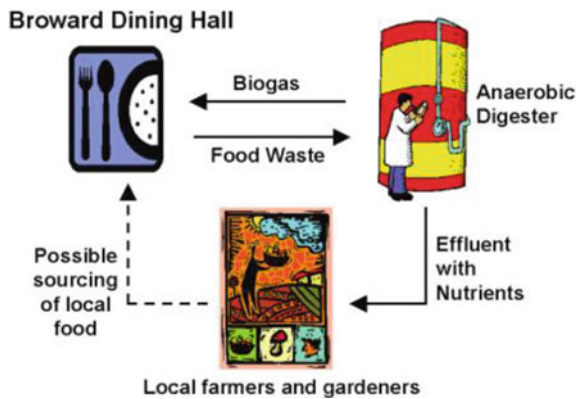 Broward Dining Hall
Biogas
Food Waste
Anaerobic
Digester
Effluent
with
Nutrients
Possible
sourcing
of local
food
Local farmers and gardeners